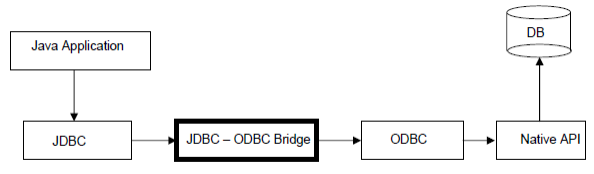 DB
Java Application
JDBC
JDBC – ODBC Bridge
ODBC
Native API